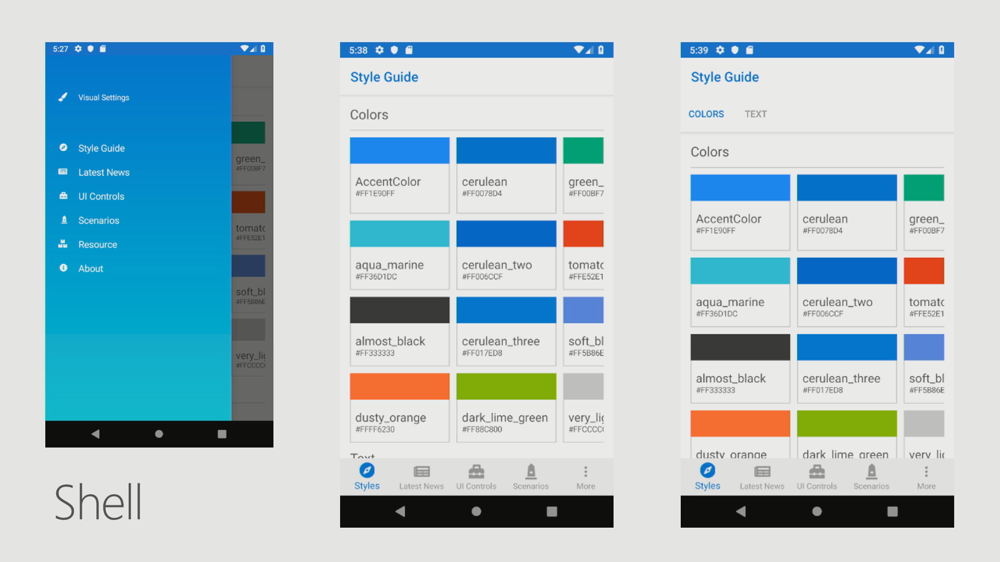 5:27
Visual Settings
Style Guide
Latest News
UI Controls
Scenarios
Resource
About
green_
#FF00BF7
tomatc
#FFE52E1
soft_bl
#FF5B86E
very_lig
#FFCCCC(
Shell
5:38
Style Guide
Colors
AccentColor cerulean green_
#FF1E90FF #FF0078D4 #FF00BF7
aqua_marine cerulean_two tomatc
#FF36D1DC #FF006CCF #FFE52E1
almost_black cerulean_three soft_bl
#FF333333 #FF017ED8 #FF5B86E
dusty_orange dark_lime_green very_lig
#FFFF6230 #FF88C800 #FFCCCC(
Text
Styles Latest News UI Controls Scenarios More
5:39
Style Guide
COLORS TEXT
Colors
AccentColor cerulean green_
#FF1E90FF #FF0078D4 #FF00BF7
aqua_marine cerulean_two tomatc
#FF36D1DC #FF006CCF #FFE52E1
almost_black cerulean_three soft_bl
#FF333333 #FF017ED8 #FF5B86E
dusty_orange dark_lime_green very_lig
Styles Latest News UI Controls Scenarios More